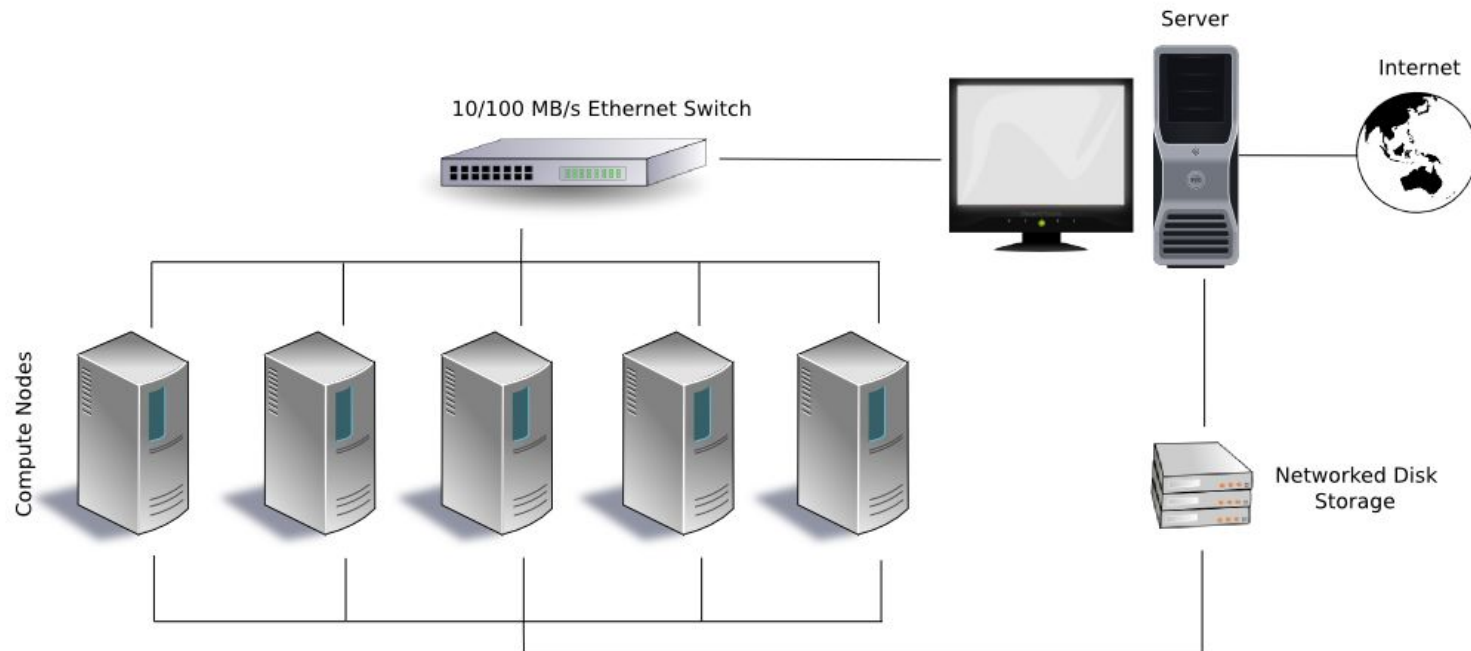 Server
Internet
10/100 MB/s Ethernet Switch
Compute Nodes
Networked Disk
Storage